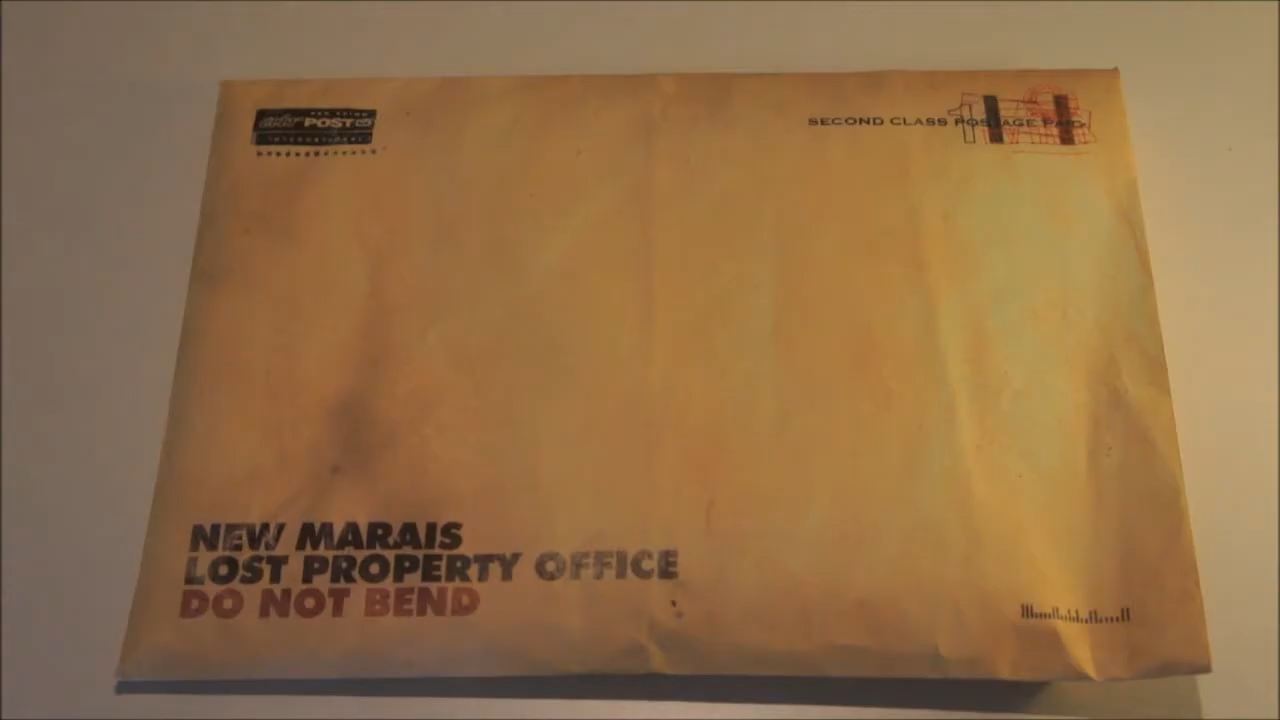 POST
SECOND CLASS POSTAGE PAID
NEW MARAIS
LOST PROPERTY OFFICE
DO NOT BEND